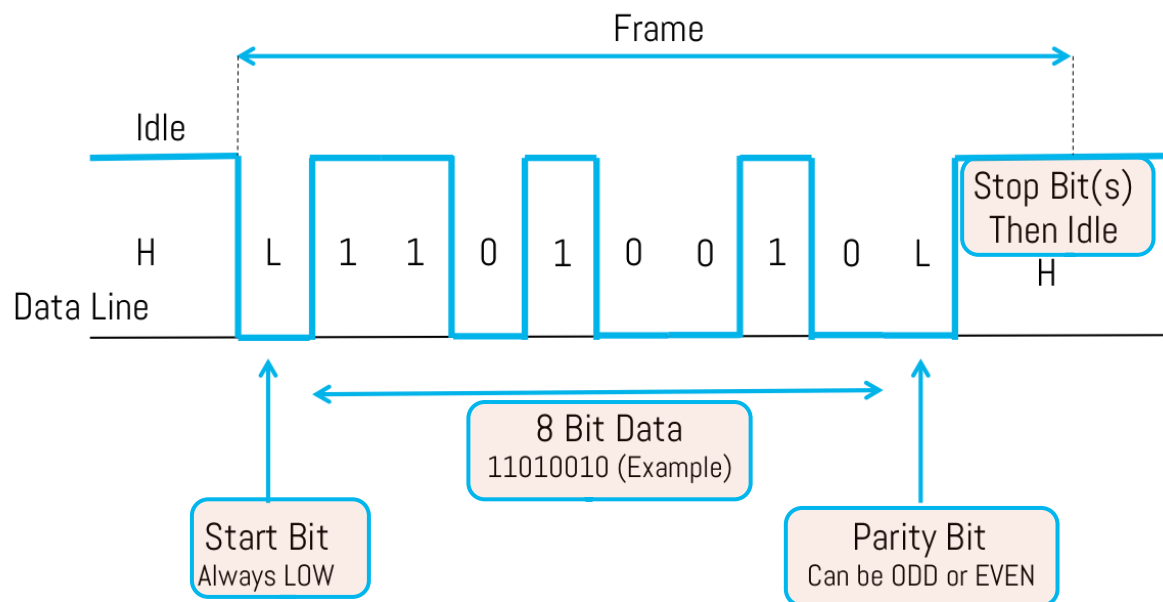 Frame
Idle
H L 1 1 0 1 0 0 1 0 L
Stop Bit(s)
Then Idle
H
Data Line
8 Bit Data
11010010 (Example)
Start Bit
Always LOW
Parity Bit
Can be ODD or EVEN